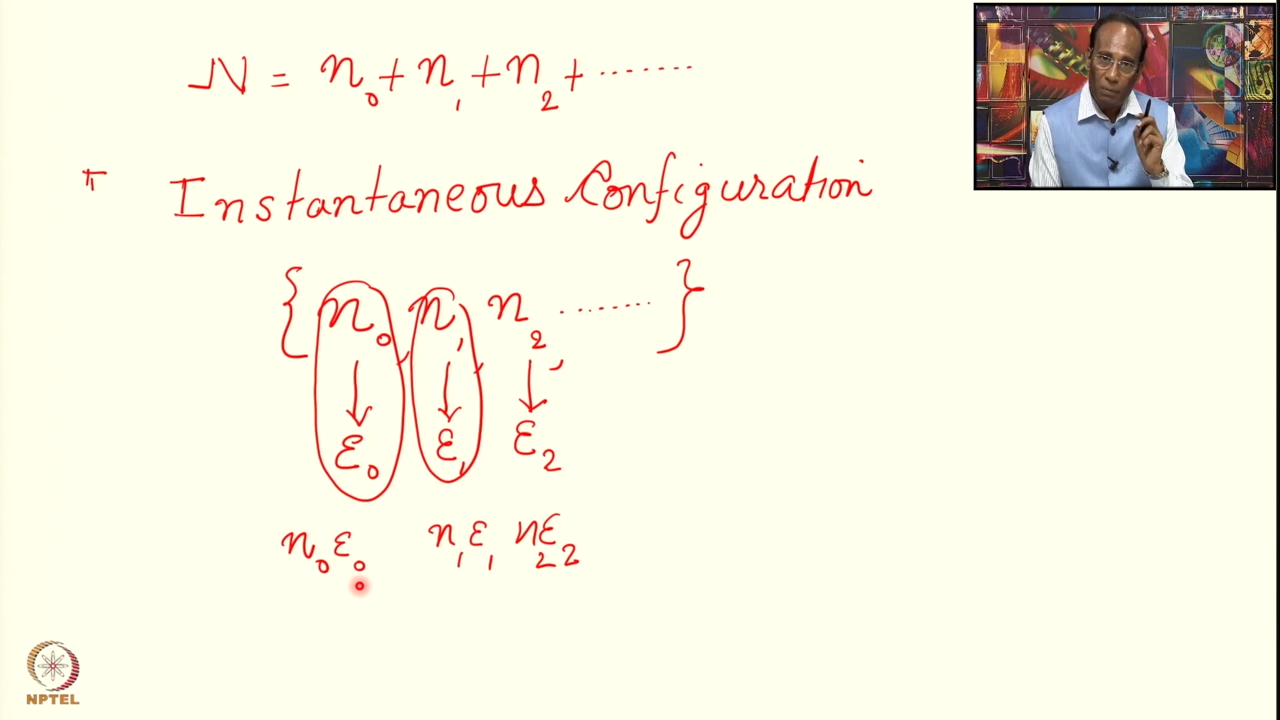 N = n₀ + n₁ + n₂ + .......
Instantaneous Configuration
{ n₀, n₁, n₂, ....... }
↓ ↓ ↓
ε₀ ε₁ ε₂
n₀ε₀ n₁ε₁ n₂ε₂
NPTEL